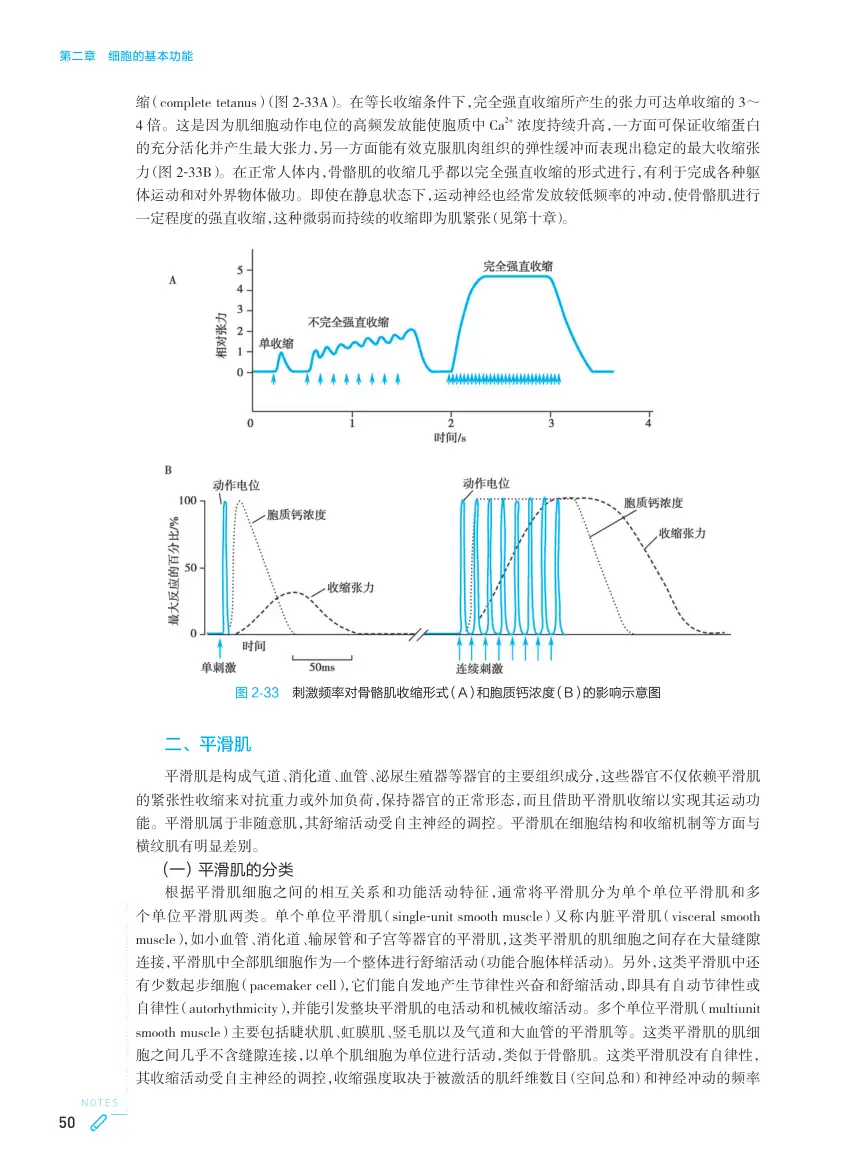 第二章 细胞的基本功能
缩（complete tetanus）（图 2-33A）。在等长收缩条件下，完全强直收缩所产生的张力可达单收缩的 3～
4 倍。这是因为肌细胞动作电位的高频发放能使胞质中 Ca²⁺ 浓度持续升高，一方面可保证收缩蛋白
的充分活化并产生最大张力，另一方面能有效克服肌肉组织的弹性缓冲而表现出稳定的最大收缩张
力（图 2-33B）。在正常人体内，骨骼肌的收缩几乎都以完全强直收缩的形式进行，有利于完成各种躯
体运动和对外界物体做功。即使在静息状态下，运动神经也经常发放较低频率的冲动，使骨骼肌进行
一定程度的强直收缩，这种微弱而持续的收缩即为肌紧张（见第十章）。
A
相对张力
5
4
3
2
1
0
单收缩
不完全强直收缩
完全强直收缩
0 1 2 3 4
时间/s
B
最大反应的百分比/%
100
50
0
动作电位
胞质钙浓度
收缩张力
时间
单刺激
50ms
动作电位
胞质钙浓度
收缩张力
连续刺激
图 2-33 刺激频率对骨骼肌收缩形式（A）和胞质钙浓度（B）的影响示意图
二、平滑肌
平滑肌是构成气道、消化道、血管、泌尿生殖器等器官的主要组织成分，这些器官不仅依赖平滑肌
的紧张性收缩来对抗重力或外加负荷，保持器官的正常形态，而且借助平滑肌收缩以实现其运动功
能。平滑肌属于非随意肌，其舒缩活动受自主神经的调控。平滑肌在细胞结构和收缩机制等方面与
横纹肌有明显差别。
（一）平滑肌的分类
根据平滑肌细胞之间的相互关系和功能活动特征，通常将平滑肌分为单个单位平滑肌和多
个单位平滑肌两类。单个单位平滑肌（single-unit smooth muscle）又称内脏平滑肌（visceral smooth
muscle），如小血管、消化道、输尿管和子宫等器官的平滑肌，这类平滑肌的肌细胞之间存在大量缝隙
连接，平滑肌中全部肌细胞作为一个整体进行舒缩活动（功能合胞体样活动）。另外，这类平滑肌中还
有少数起步细胞（pacemaker cell），它们能自发地产生节律性兴奋和舒缩活动，即具有自动节律性或
自律性（autorhythmicity），并能引发整块平滑肌的电活动和机械收缩活动。多个单位平滑肌（multiunit
smooth muscle）主要包括睫状肌、虹膜肌、竖毛肌以及气道和大血管的平滑肌等。这类平滑肌的肌细
胞之间几乎不含缝隙连接，以单个肌细胞为单位进行活动，类似于骨骼肌。这类平滑肌没有自律性，
其收缩活动受自主神经的调控，收缩强度取决于被激活的肌纤维数目（空间总和）和神经冲动的频率
NOTES
50